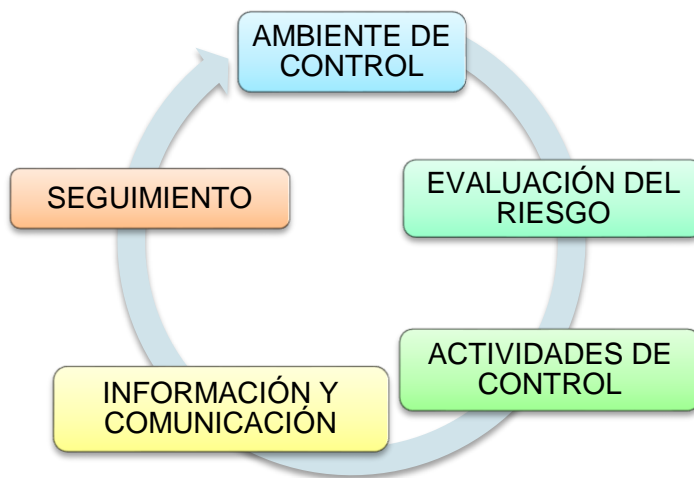 AMBIENTE DE
CONTROL
EVALUACIÓN DEL
RIESGO
ACTIVIDADES DE
CONTROL
INFORMACIÓN Y
COMUNICACIÓN
SEGUIMIENTO